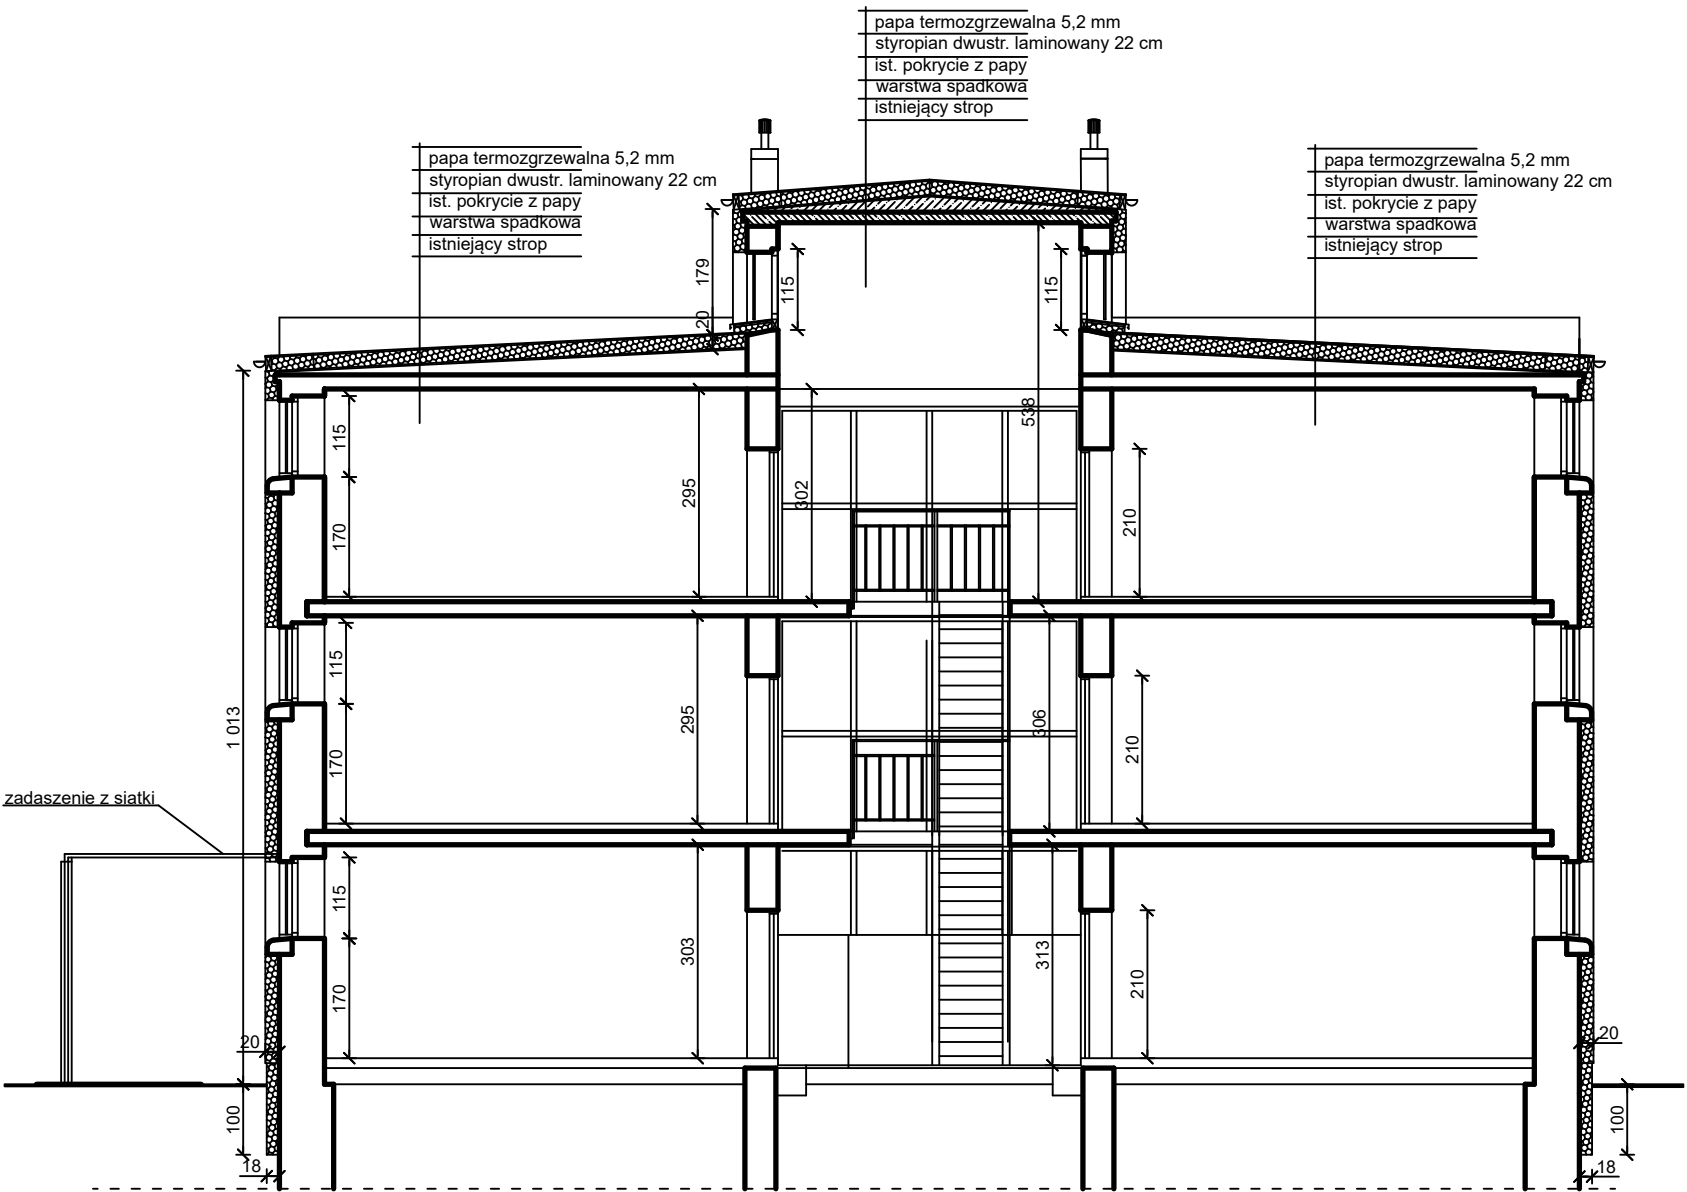 papa termozgrzewalna 5,2 mm
styropian dwustr. laminowany 22 cm
ist. pokrycie z papy
warstwa spadkowa
istniejący strop
papa termozgrzewalna 5,2 mm
styropian dwustr. laminowany 22 cm
ist. pokrycie z papy
warstwa spadkowa
istniejący strop
papa termozgrzewalna 5,2 mm
styropian dwustr. laminowany 22 cm
ist. pokrycie z papy
warstwa spadkowa
istniejący strop
179
20
115
115
538
115
170
295
302
210
1 013
115
170
295
306
210
zadaszenie z siatki
115
170
303
313
210
20
20
100
18
100
18